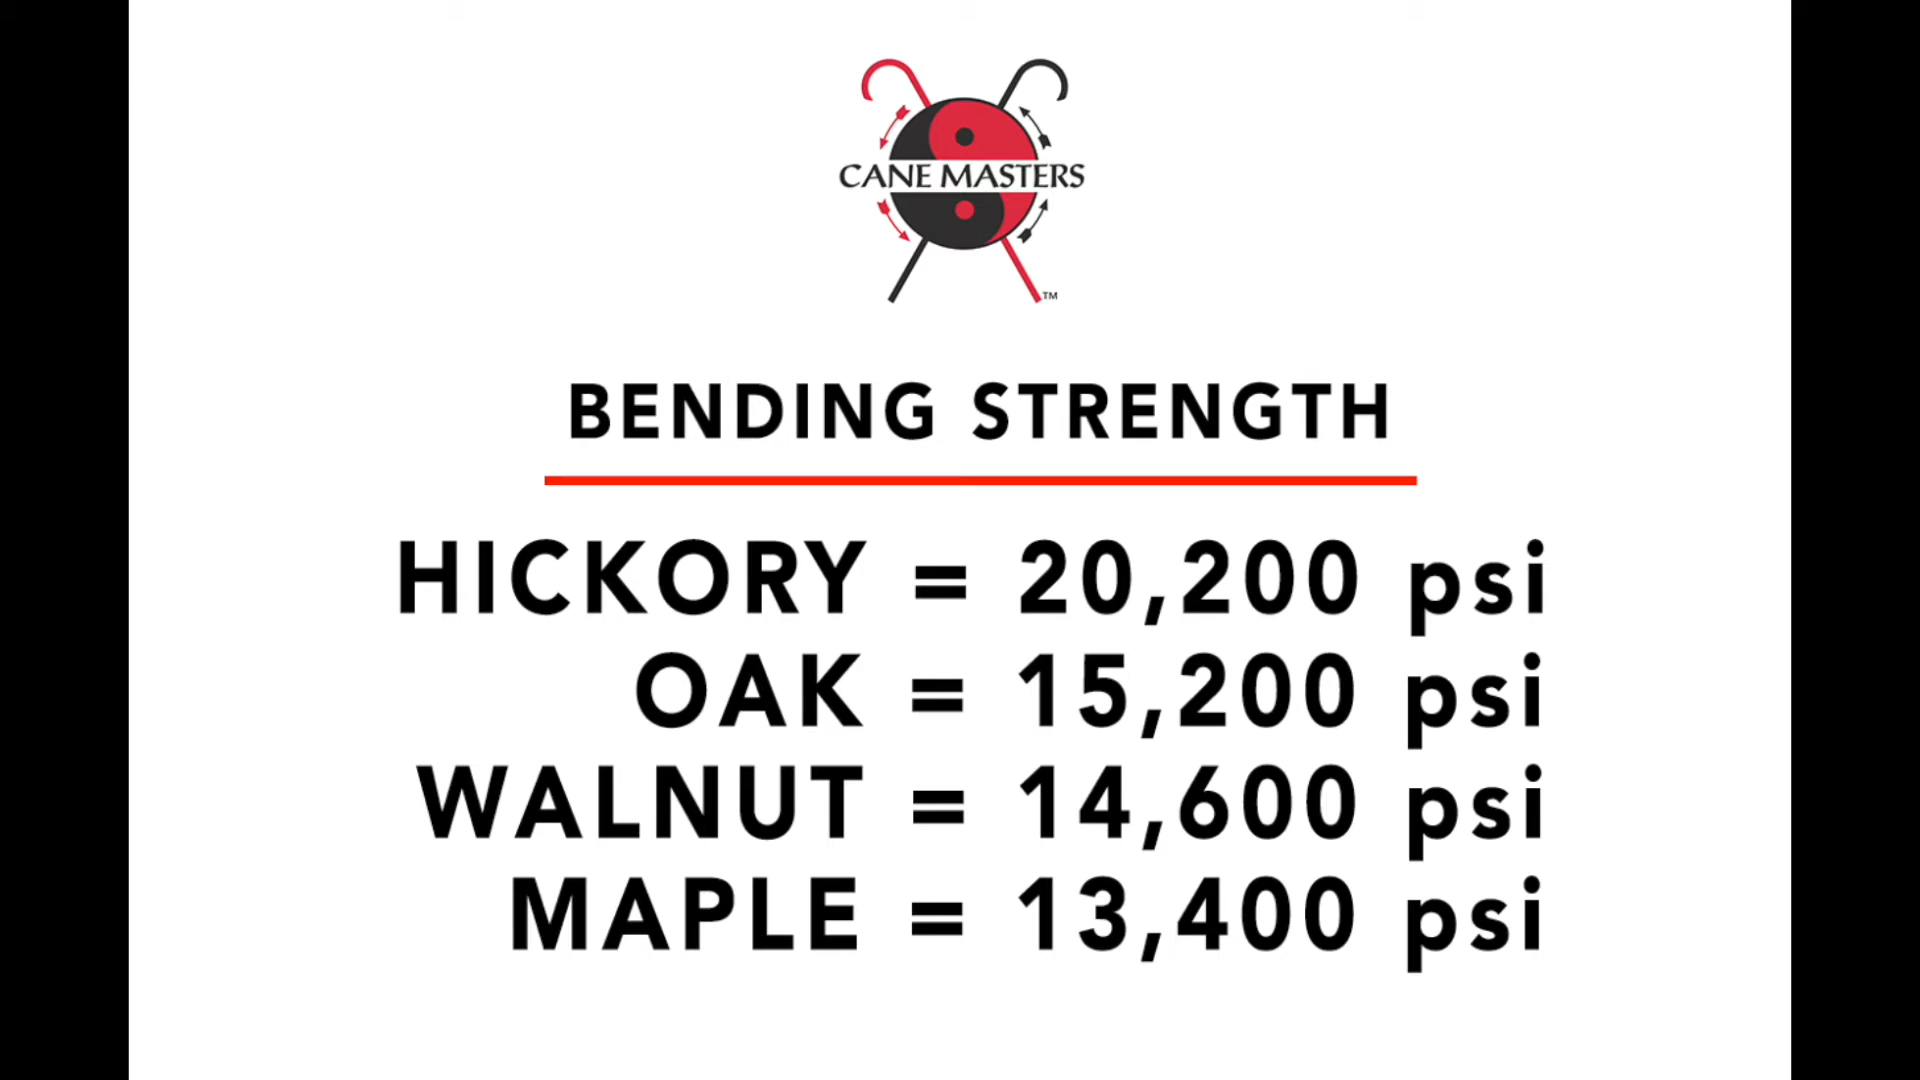 CANE MASTERS
TM
BENDING STRENGTH
HICKORY = 20,200 psi
OAK = 15,200 psi
WALNUT = 14,600 psi
MAPLE = 13,400 psi